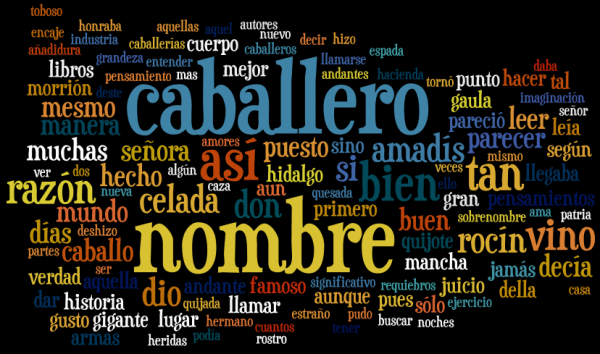 toboso
encaje honraba aquellas aquel autores
añadidura industria caballerías cuerpo nuevo caballeros decir hizo
grandeza entender llamarse espada
libros pensamiento mas mejor andantes hacienda daba
morrión deste caballero tornó punto hacer tal
mesmo gaula imaginación
manera pareció leer señor leía
muchas señora así puesto sino amadís parecer según
ver dos hecho algún amores si bien veces tan mismo llegaba
razón nueva caza hidalgo ello pensamientos
mundo celada don aun quesada gran
días deshizo primero buen sobrenombre ama patria
partes caballo nombre quijote rocín vino
ser mancha
verdad aquella andante famoso significativo requiebros juicio jamás decía
dar historia dio quijada llamar aunque pues sólo ejercicio della casa
gusto gigante lugar hermano estraño pudo
armas heridas podía cuantos tener buscar noches
rostro